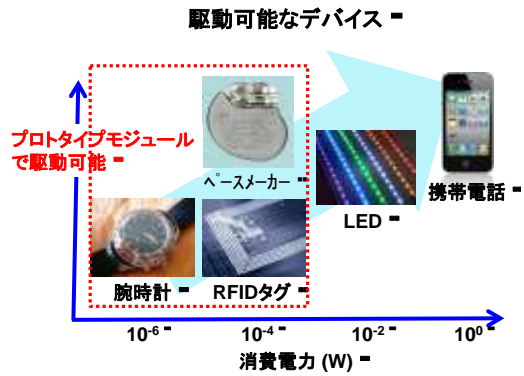 駆動可能なデバイス
プロトタイプモジュール
で駆動可能
ペースメーカー
携帯電話
LED
腕時計
RFIDタグ
10-6
10-4
10-2
100
消費電力 (W)